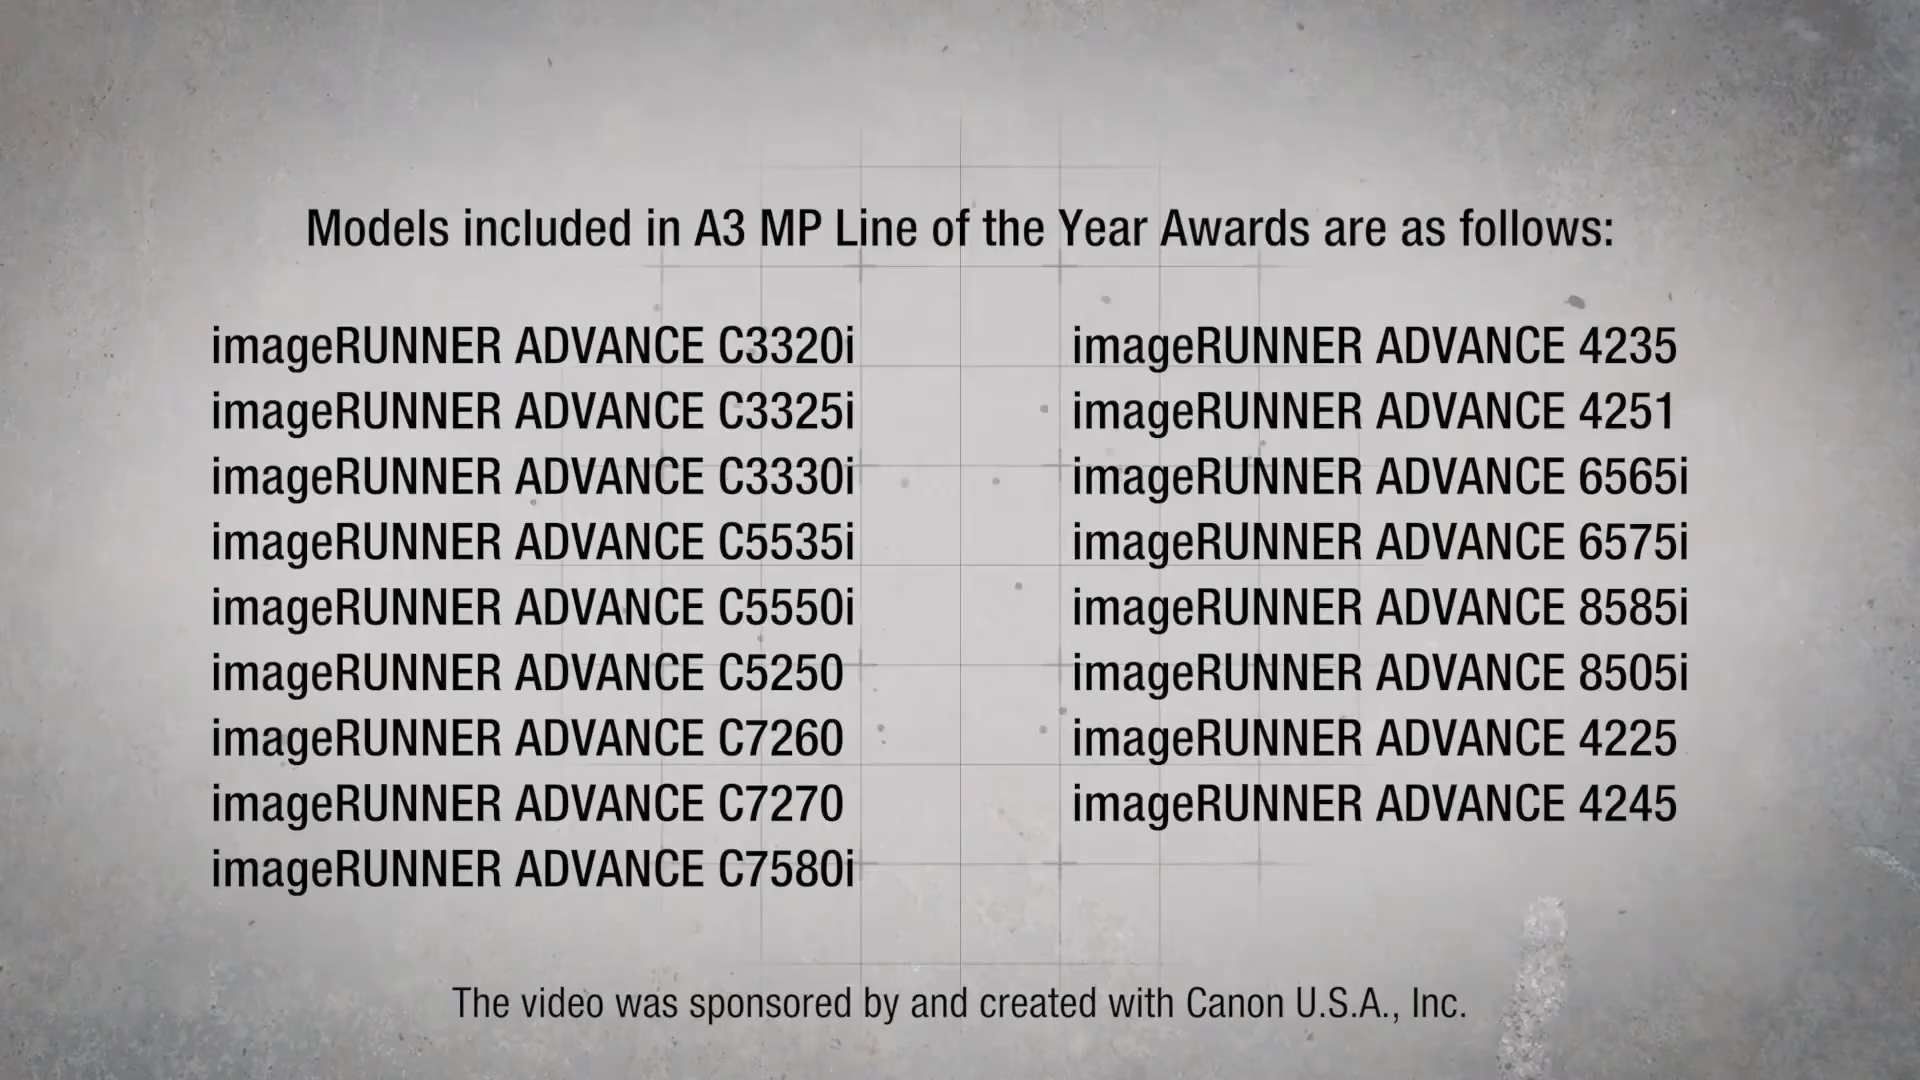 Models included in A3 MP Line of the Year Awards are as follows:
imageRUNNER ADVANCE C3320i
imageRUNNER ADVANCE C3325i
imageRUNNER ADVANCE C3330i
imageRUNNER ADVANCE C5535i
imageRUNNER ADVANCE C5550i
imageRUNNER ADVANCE C5250
imageRUNNER ADVANCE C7260
imageRUNNER ADVANCE C7270
imageRUNNER ADVANCE C7580i
imageRUNNER ADVANCE 4235
imageRUNNER ADVANCE 4251
imageRUNNER ADVANCE 6565i
imageRUNNER ADVANCE 6575i
imageRUNNER ADVANCE 8585i
imageRUNNER ADVANCE 8505i
imageRUNNER ADVANCE 4225
imageRUNNER ADVANCE 4245
The video was sponsored by and created with Canon U.S.A., Inc.